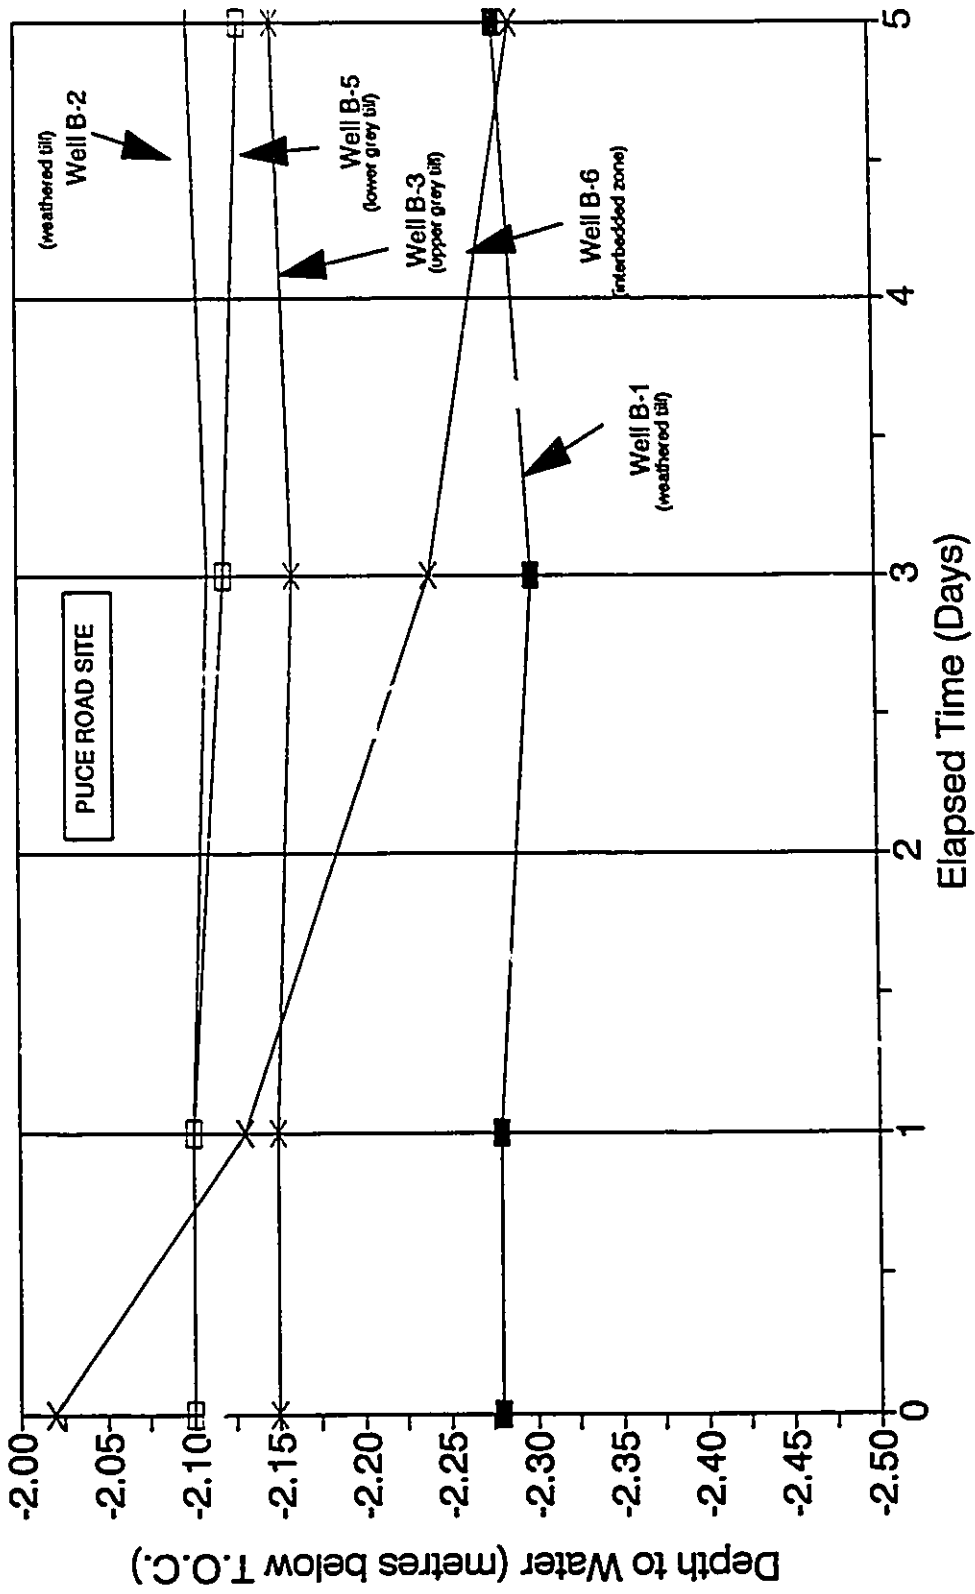 PUCE ROAD SITE
(weathered till)
Well B-2
Well B-5
(lower grey till)
Well B-3
(upper grey till)
Well B-6
(interbedded zone)
Well B-1
(weathered till)
Depth to Water (metres below T.O.C.)
-2.00
-2.05
-2.10
-2.15
-2.20
-2.25
-2.30
-2.35
-2.40
-2.45
-2.50
0
1
2
3
4
5
Elapsed Time (Days)